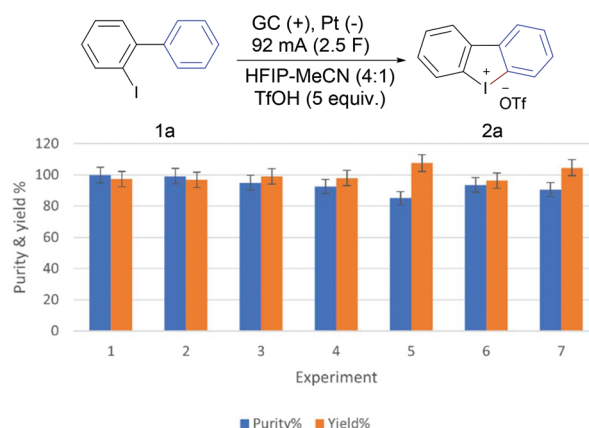 GC (+), Pt (-)
92 mA (2.5 F)
HFIP-MeCN (4:1)
TfOH (5 equiv.)
I
I
+
−
OTf
1a
2a
120
100
80
60
40
20
0
Purity & yield %
1 2 3 4 5 6 7
Experiment
Purity% Yield%